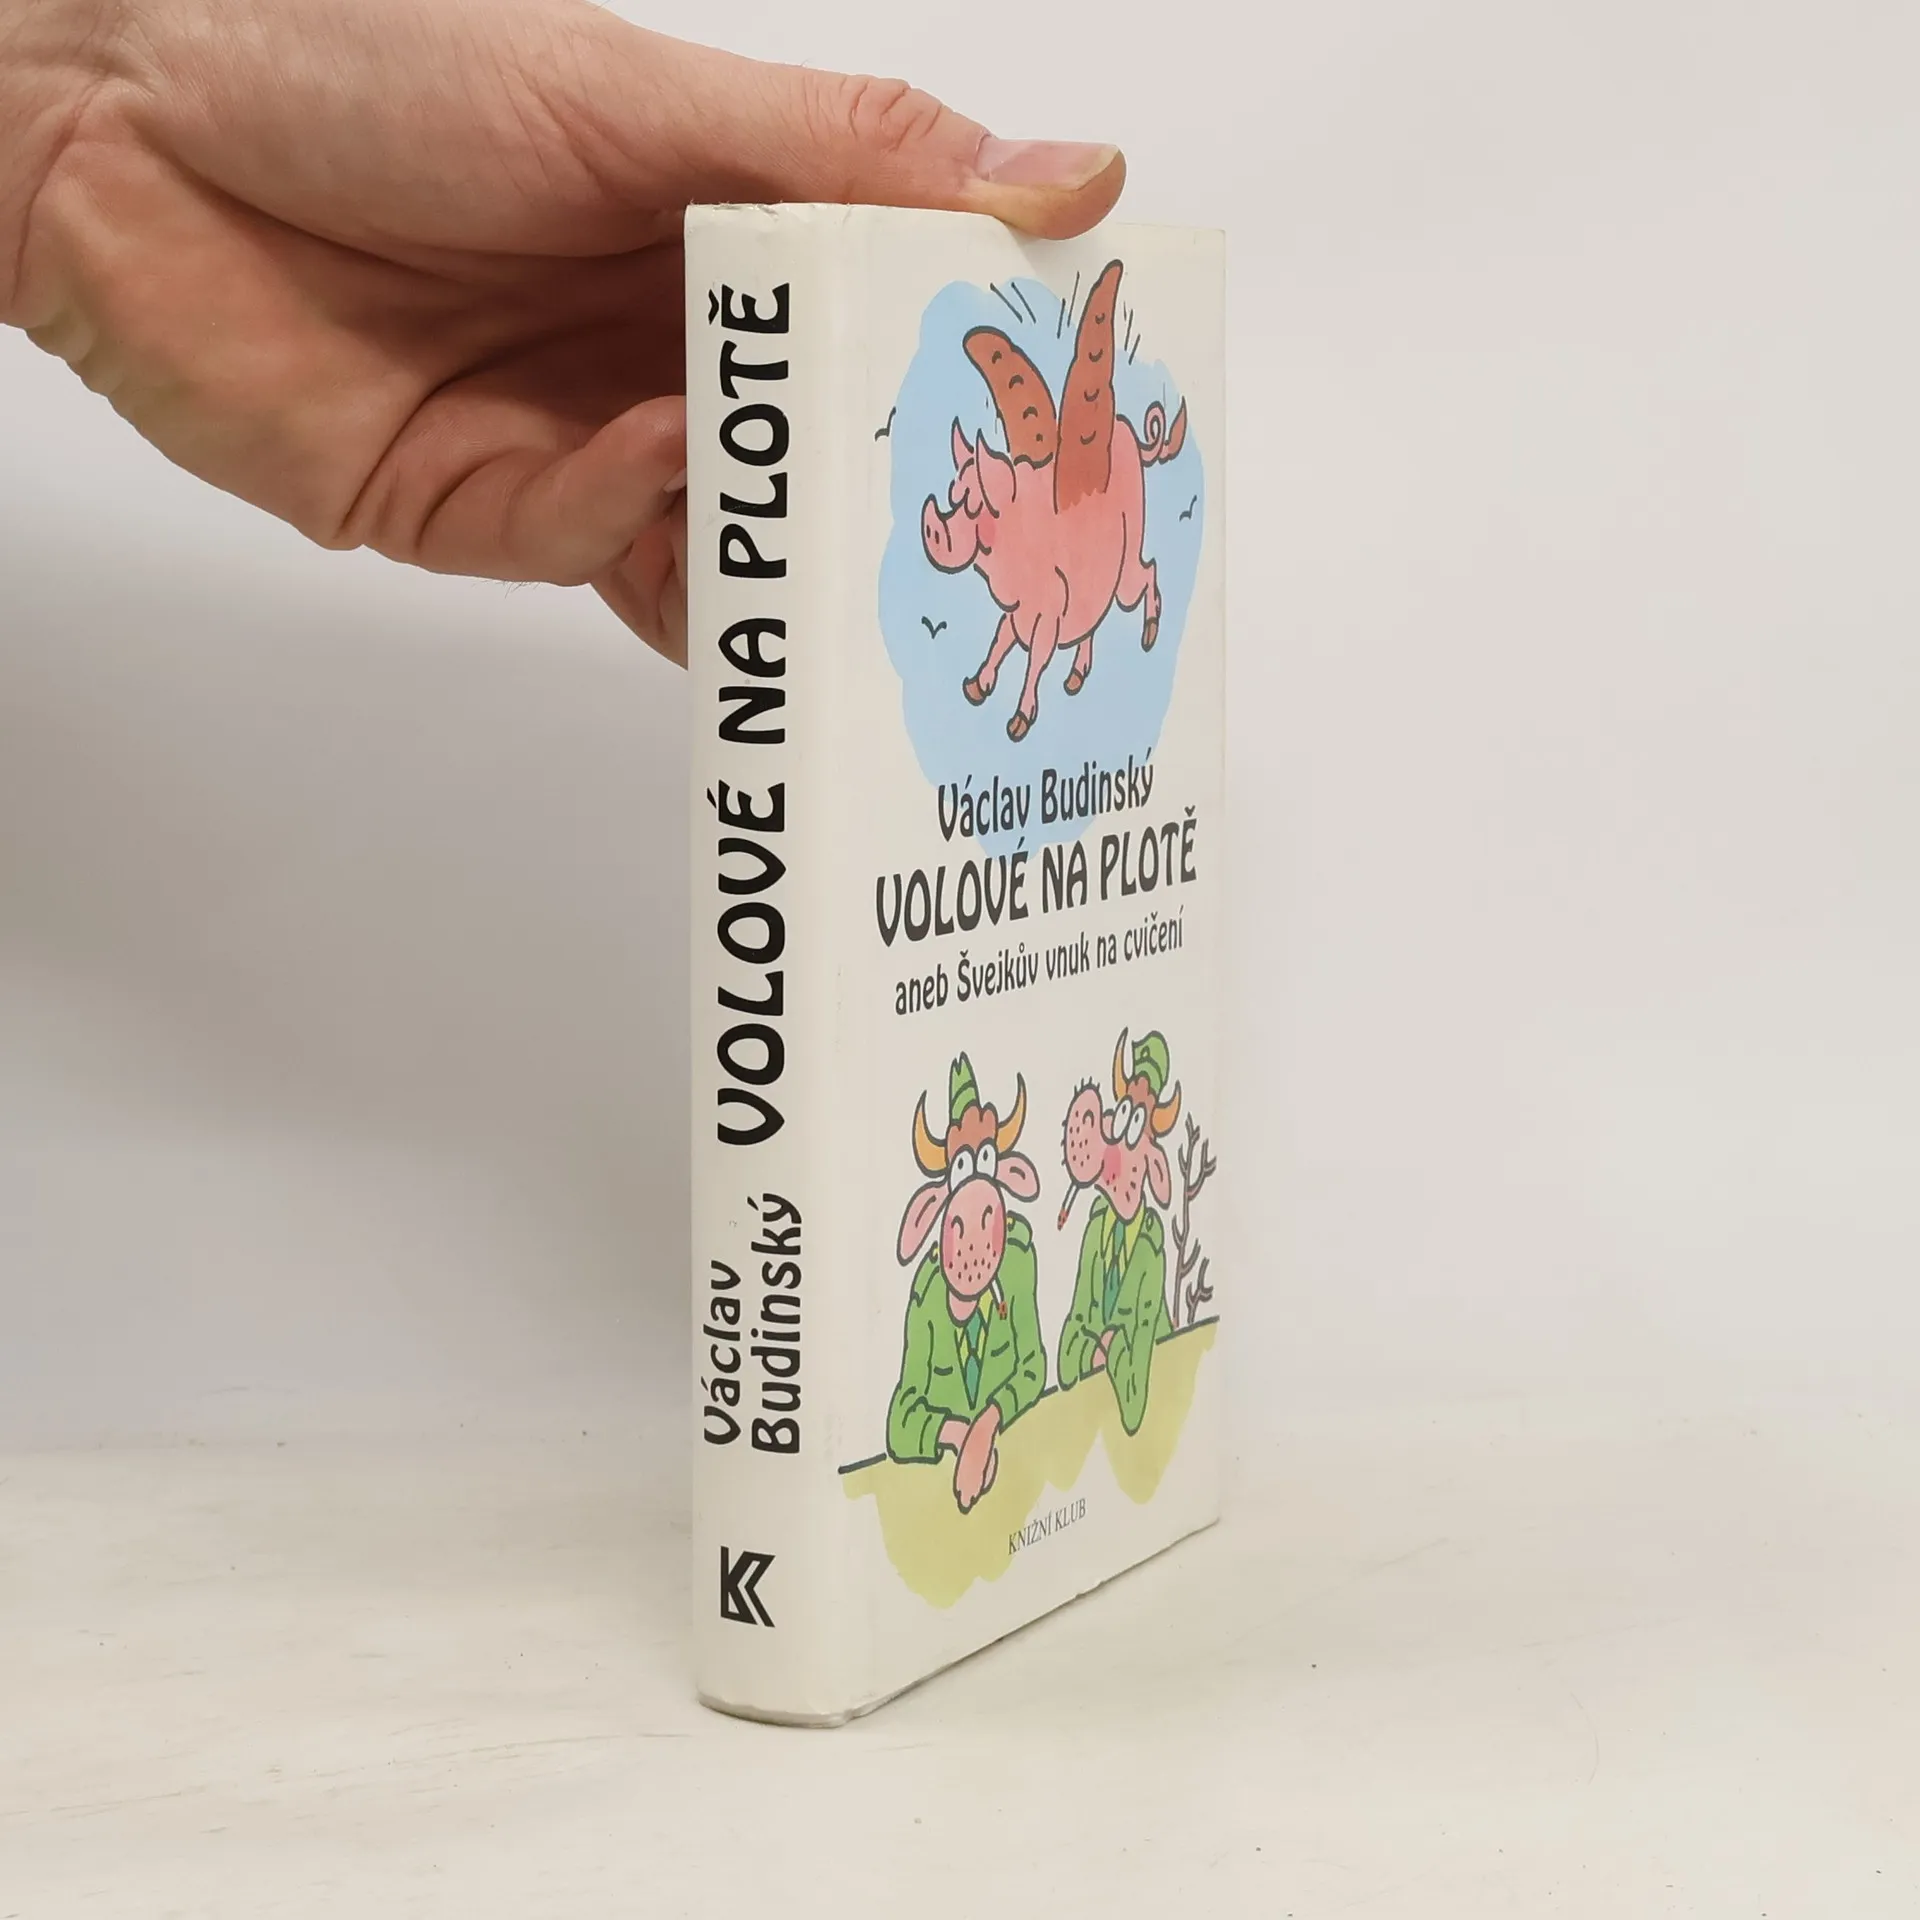 VOLOVÉ NA PLOTĚ
Václav
Budinský
Václav Budinský
VOLOVÉ NA PLOTĚ
aneb Švejkův vnuk na cvičení
KNIŽNÍ KLUB